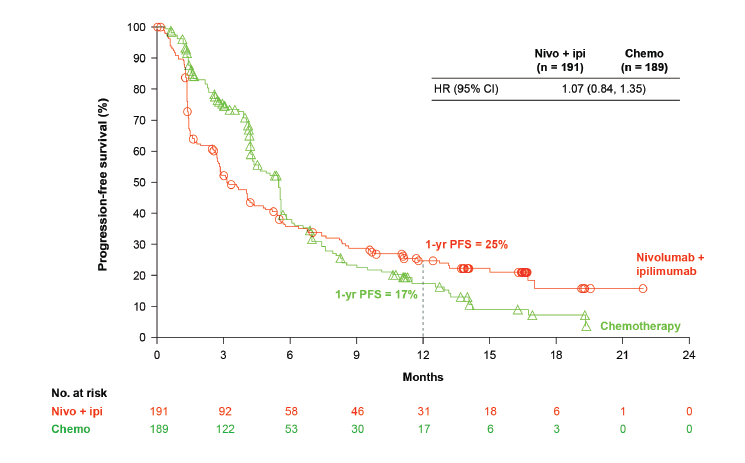 Nivo + ipi Chemo
(n = 191) (n = 189)
HR (95% CI) 1.07 (0.84, 1.35)
Progression-free survival (%)
100
90
80
70
60
50
40
30
20
10
0
1-yr PFS = 25%
Nivolumab +
ipilimumab
1-yr PFS = 17%
Chemotherapy
0 3 6 9 12 15 18 21 24
Months
No. at risk
Nivo + ipi 191 92 58 46 31 18 6 1 0
Chemo 189 122 53 30 17 6 3 0 0